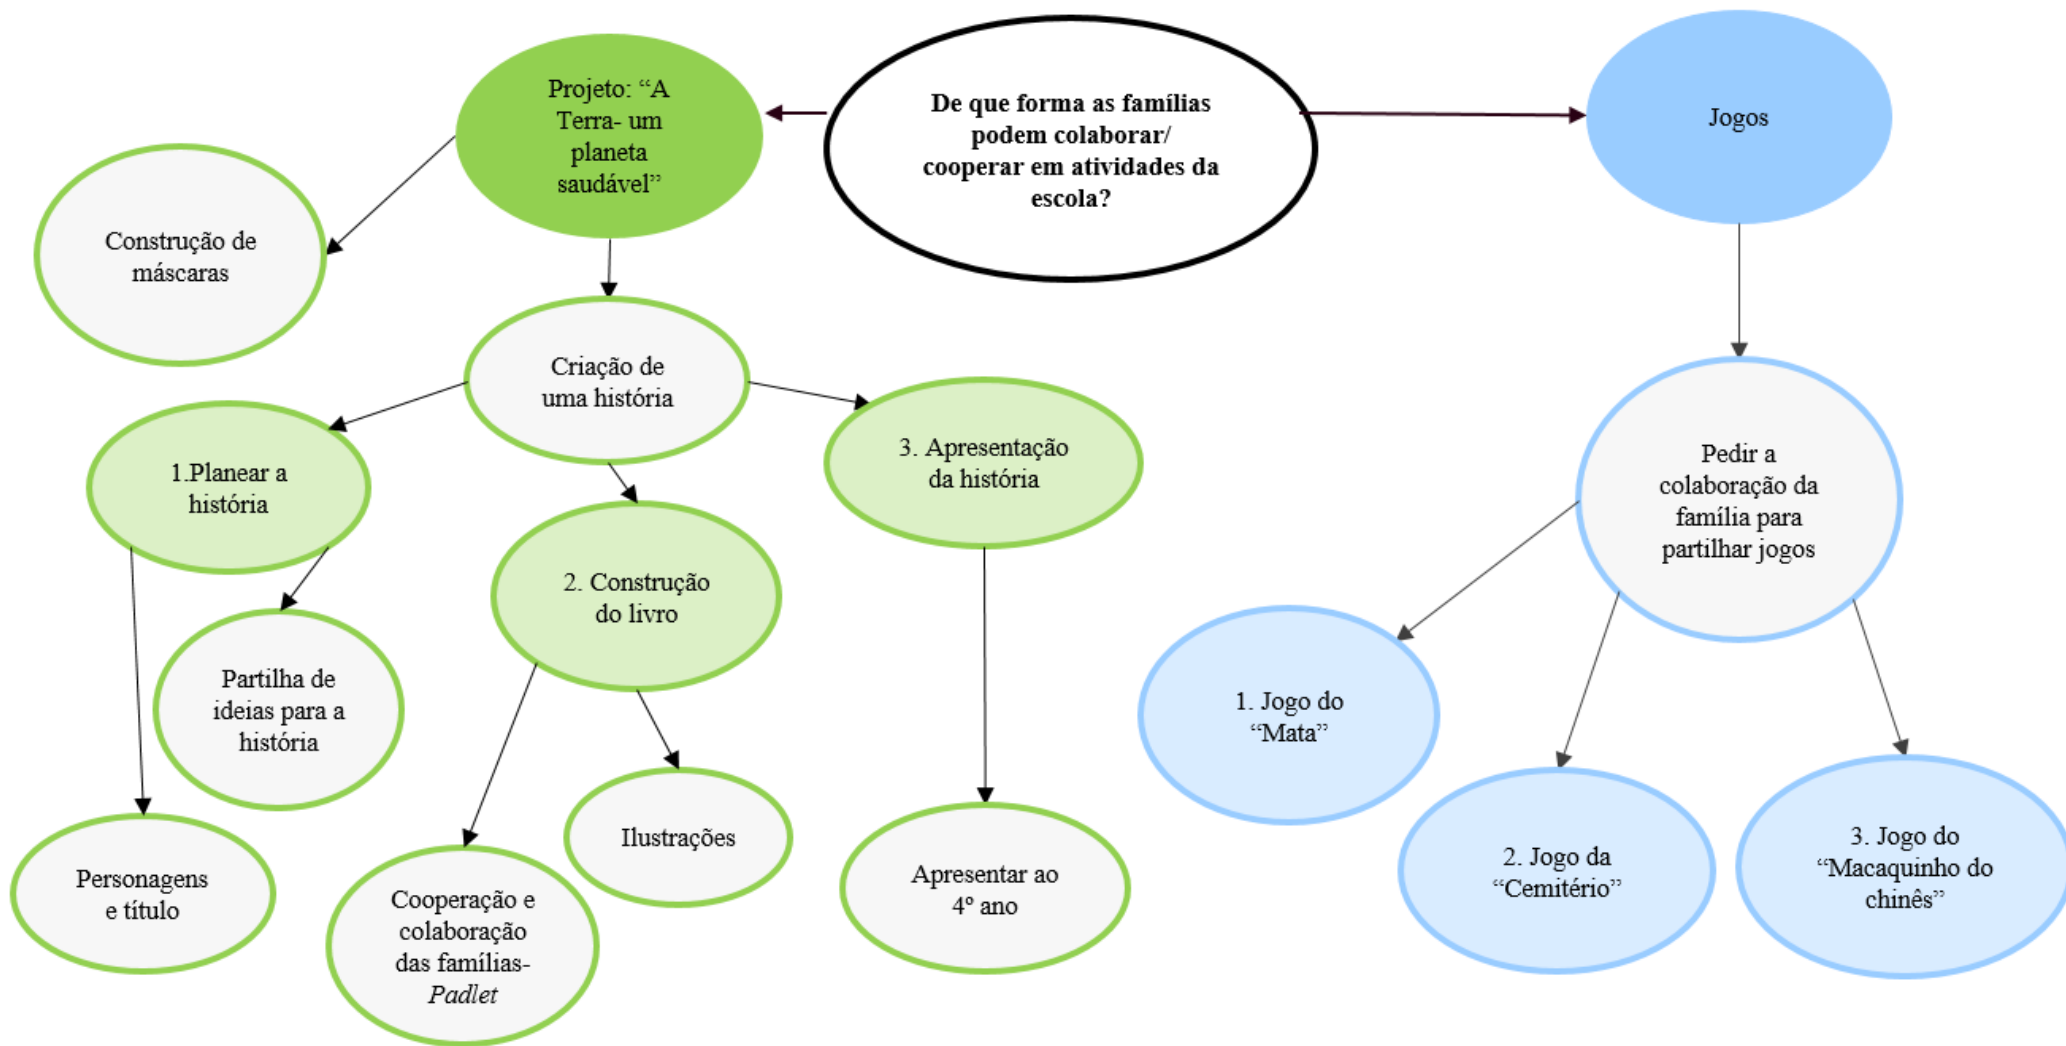 De que forma as famílias
podem colaborar/
cooperar em atividades da
escola?
Projeto: “A
Terra- um
planeta
saudável”
Construção de
máscaras
Criação de
uma história
1.Planear a
história
Partilha de
ideias para a
história
Personagens
e título
2. Construção
do livro
Cooperação e
colaboração
das famílias-
Padlet
Ilustrações
3. Apresentação
da história
Apresentar ao
4º ano
Jogos
Pedir a
colaboração da
família para
partilhar jogos
1. Jogo do
“Mata”
2. Jogo da
“Cemitério”
3. Jogo do
“Macaquinho do
chinês”